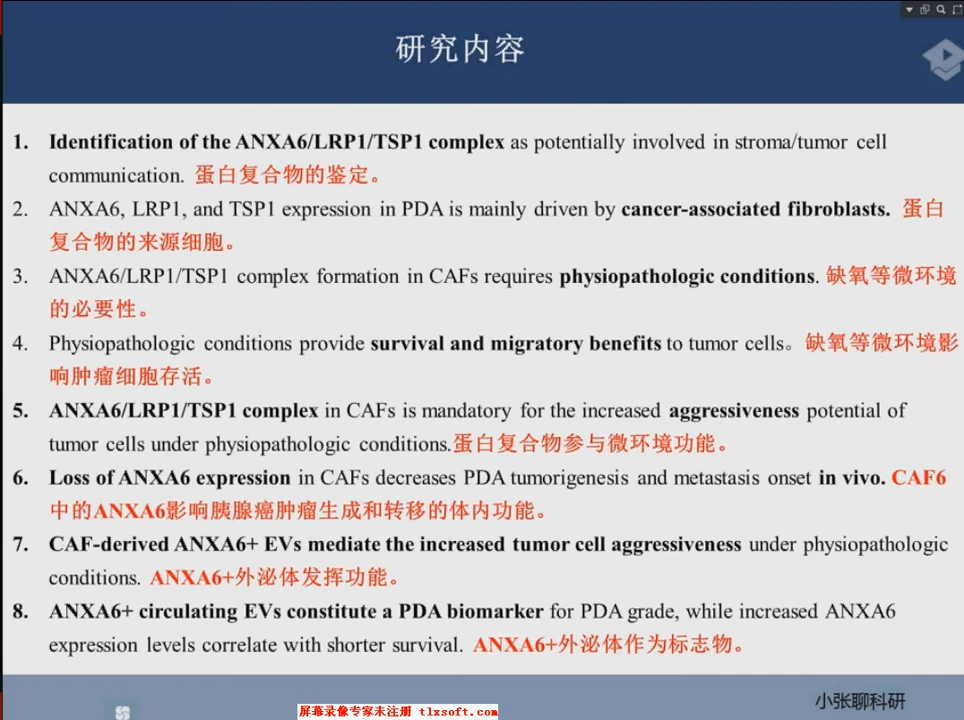 研究内容
1. Identification of the ANXA6/LRP1/TSP1 complex as potentially involved in stroma/tumor cell
communication. 蛋白复合物的鉴定。
2. ANXA6, LRP1, and TSP1 expression in PDA is mainly driven by cancer-associated fibroblasts. 蛋白
复合物的来源细胞。
3. ANXA6/LRP1/TSP1 complex formation in CAFs requires physiopathologic conditions. 缺氧等微环境
的必要性。
4. Physiopathologic conditions provide survival and migratory benefits to tumor cells。缺氧等微环境影
响肿瘤细胞存活。
5. ANXA6/LRP1/TSP1 complex in CAFs is mandatory for the increased aggressiveness potential of
tumor cells under physiopathologic conditions.蛋白复合物参与微环境功能。
6. Loss of ANXA6 expression in CAFs decreases PDA tumorigenesis and metastasis onset in vivo. CAF6
中的ANXA6影响胰腺癌肿瘤生成和转移的体内功能。
7. CAF-derived ANXA6+ EVs mediate the increased tumor cell aggressiveness under physiopathologic
conditions. ANXA6+外泌体发挥功能。
8. ANXA6+ circulating EVs constitute a PDA biomarker for PDA grade, while increased ANXA6
expression levels correlate with shorter survival. ANXA6+外泌体作为标志物。
小张聊科研
屏幕录像专家未注册 tlxsoft.com